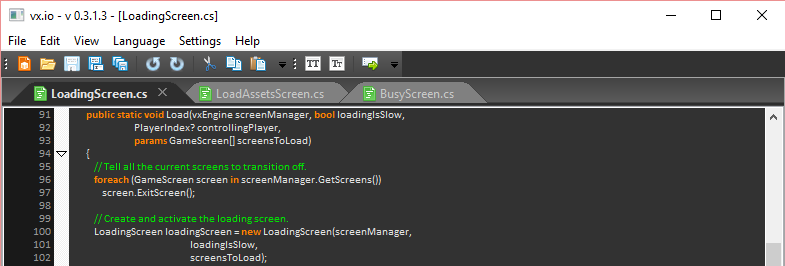 vx.io - v 0.3.1.3 - [LoadingScreen.cs]
File Edit View Language Settings Help
TT Tr
LoadingScreen.cs LoadAssetsScreen.cs BusyScreen.cs
91 public static void Load(vxEngine screenManager, bool loadingIsSlow,
92 PlayerIndex? controllingPlayer,
93 params GameScreen[] screensToLoad)
94 {
95 // Tell all the current screens to transition off.
96 foreach (GameScreen screen in screenManager.GetScreens())
97 screen.ExitScreen();
98
99 // Create and activate the loading screen.
100 LoadingScreen loadingScreen = new LoadingScreen(screenManager,
101 loadingIsSlow,
102 screensToLoad);